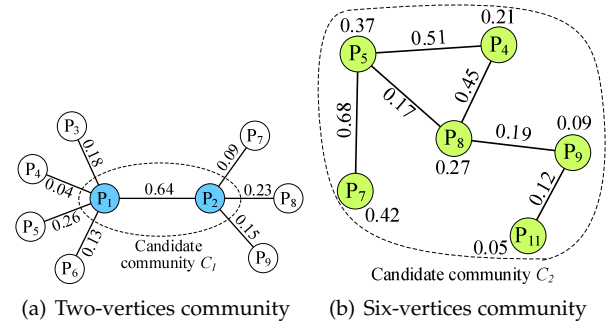 P3
P4
P5
P6
0.18
0.04
0.26
0.13
P1
0.64
P2
0.09
0.23
0.15
P7
P8
P9
Candidate
community C1
(a) Two-vertices community
0.37
P5
0.51
0.21
P4
0.68
0.17
0.45
P8
0.27
0.19
0.09
P9
P7
0.42
0.12
0.05
P11
Candidate community C2
(b) Six-vertices community